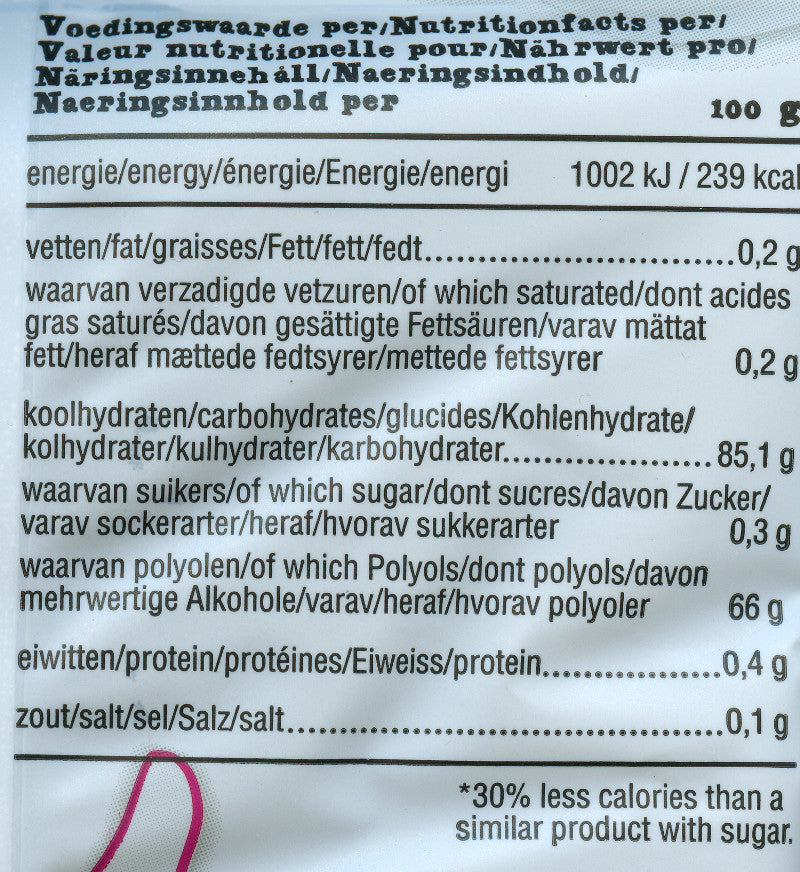 Voedingswaarde per/Nutritionfacts per/
Valeur nutritionelle pour/Nährwert pro/
Näringsinnehåll/Naeringsindhold/
Naeringsinnhold per 100 g
energie/energy/énergie/Energie/energi 1002 kJ / 239 kcal
vetten/fat/graisses/Fett/fett/fedt..............................0,2 g
waarvan verzadigde vetzuren/of which saturated/dont acides
gras saturés/davon gesättigte Fettsäuren/varav mättat
fett/heraf mættede fedtsyrer/mettede fettsyrer 0,2 g
koolhydraten/carbohydrates/glucides/Kohlenhydrate/
kolhydrater/kulhydrater/karbohydrater....................85,1 g
waarvan suikers/of which sugar/dont sucres/davon Zucker/
varav sockerarter/heraf/hvorav sukkerarter 0,3 g
waarvan polyolen/of which Polyols/dont polyols/davon
mehrwertige Alkohole/varav/heraf/hvorav polyoler 66 g
eiwitten/protein/protéines/Eiweiss/protein..................0,4 g
zout/salt/sel/Salz/salt..........................................0,1 g
*30% less calories than a
similar product with sugar.